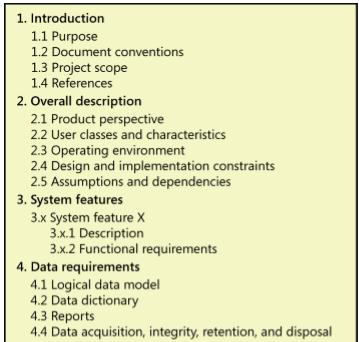 1. Introduction
1.1 Purpose
1.2 Document conventions
1.3 Project scope
1.4 References
2. Overall description
2.1 Product perspective
2.2 User classes and characteristics
2.3 Operating environment
2.4 Design and implementation constraints
2.5 Assumptions and dependencies
3. System features
3.x System feature X
3.x.1 Description
3.x.2 Functional requirements
4. Data requirements
4.1 Logical data model
4.2 Data dictionary
4.3 Reports
4.4 Data acquisition, integrity, retention, and disposal